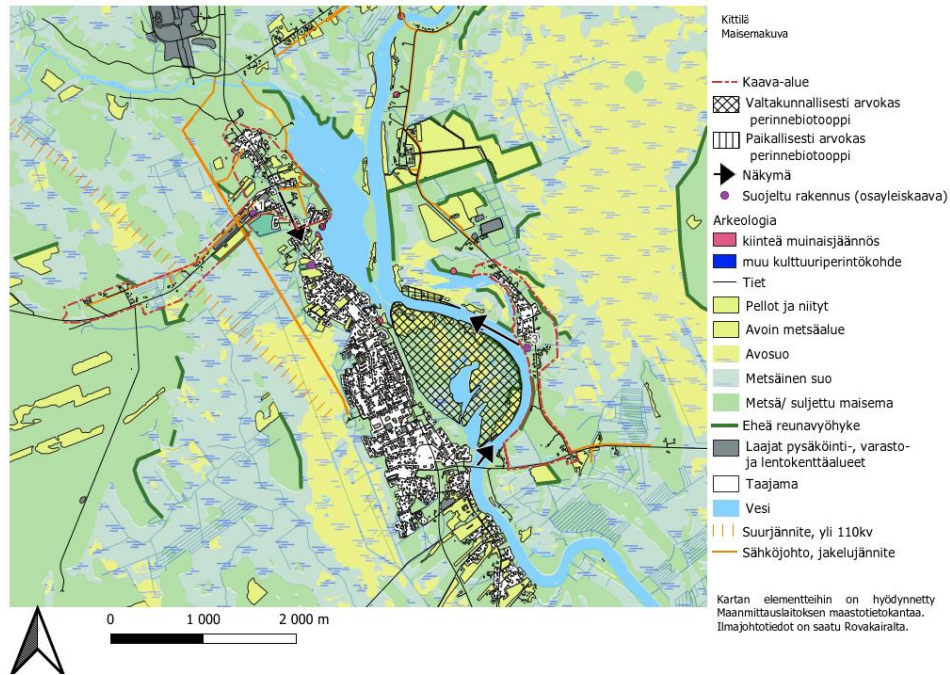 Kittilä
Maisemakuva
Kaava-alue
Valtakunnallisesti arvokas
perinnebiotooppi
Paikallisesti arvokas
perinnebiotooppi
Näkymä
Suojeltu rakennus (osayleiskaava)
Arkeologia
kiinteä muinaisjäännös
muu kulttuuriperintökohde
Tiet
Pellot ja niityt
Avoin metsäalue
Avosuo
Metsäinen suo
Metsä/ suljettu maisema
Eheä reunavyöhyke
Laajat pysäköinti-, varasto-
ja lentokenttäalueet
Taajama
Vesi
Suurjännite, yli 110kv
Sähköjohto, jakelujännite
Kartan elementteihin on hyödynnetty
Maanmittauslaitoksen maastotietokantaa.
Ilmajohtotiedot on saatu Rovakairalta.
1
3
0 1 000 2 000 m